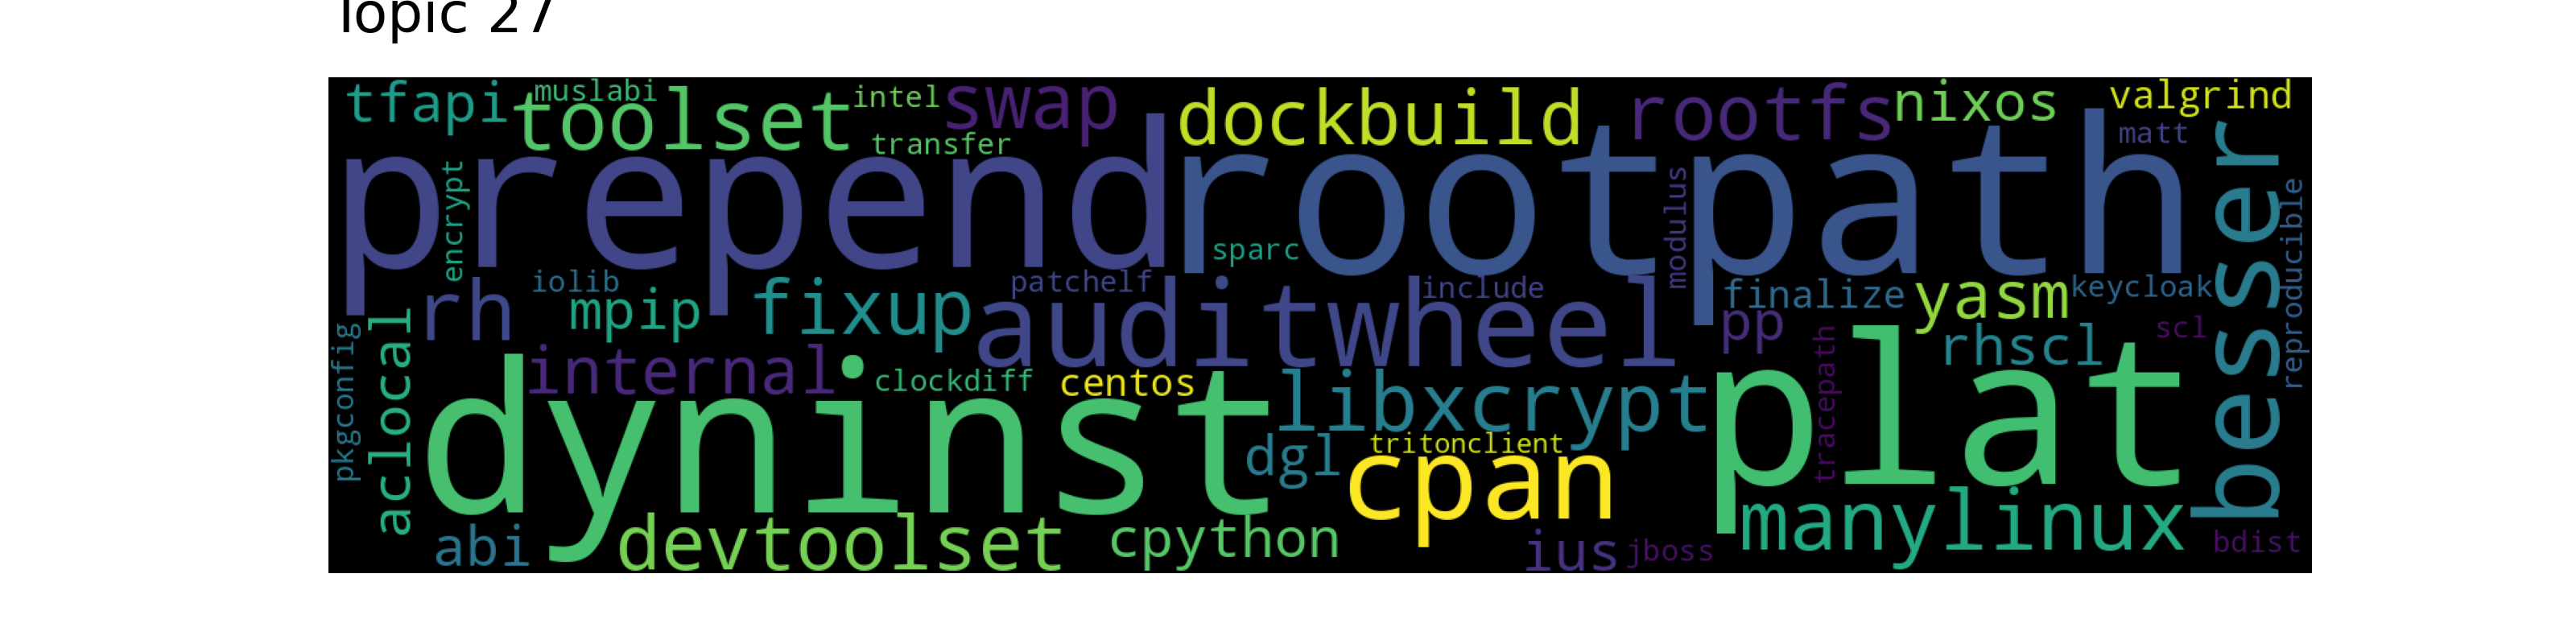 Topic 27
tfapi
muslabi
toolset
intel
transfer
swap
dockbuild
rootfs
nixos
valgrind
matt
prepend
rootpath
encrypt
sparc
modulus
besser
reproducible
rh
iolib
mpip
fixup
patchelf
auditwheel
include
finalize
pp
yasm
keycloak
scl
rhscl
pkgconfig
aclocal
internal
clockdiff
centos
libxcrypt
tracepath
plat
dyninst
dgl
tritonclient
cpan
manylinux
abi
devtoolset
cpython
ius
jboss
bdist